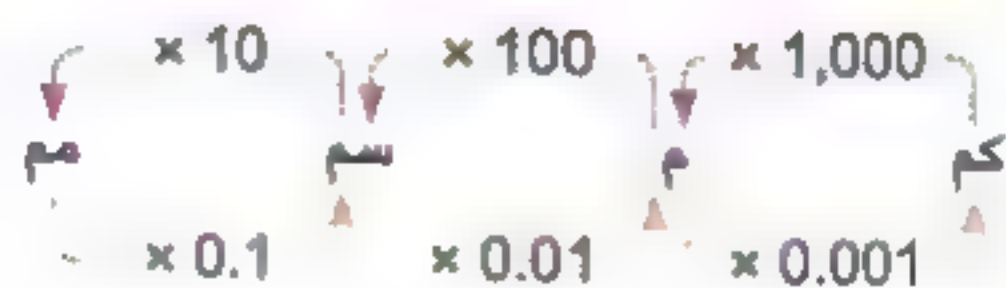 × 10 × 100 × 1,000
مم سم م كم
× 0.1 × 0.01 × 0.001